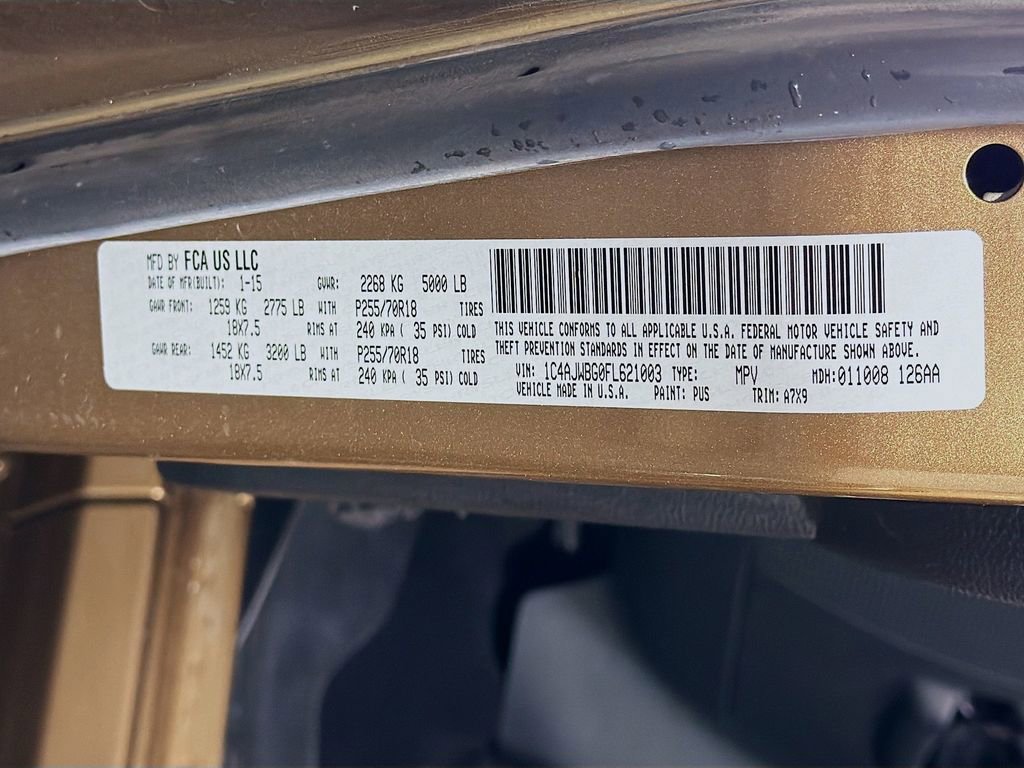 MFD BY FCA US LLC
DATE OF MFR(BUILT): 1-15 GVWR: 2268 KG 5000 LB
GAWR FRONT: 1259 KG 2775 LB WITH P255/70R18 TIRES
18X7.5 RIMS AT 240 KPA ( 35 PSI) COLD
GAWR REAR: 1452 KG 3200 LB WITH P255/70R18 TIRES
18X7.5 RIMS AT 240 KPA ( 35 PSI) COLD
THIS VEHICLE CONFORMS TO ALL APPLICABLE U.S.A. FEDERAL MOTOR VEHICLE SAFETY AND
THEFT PREVENTION STANDARDS IN EFFECT ON THE DATE OF MANUFACTURE SHOWN ABOVE.
VIN: 1C4AJWBG0FL621003 TYPE: MPV MDH:011008 126AA
VEHICLE MADE IN U.S.A. PAINT: PUS TRIM: A7X9